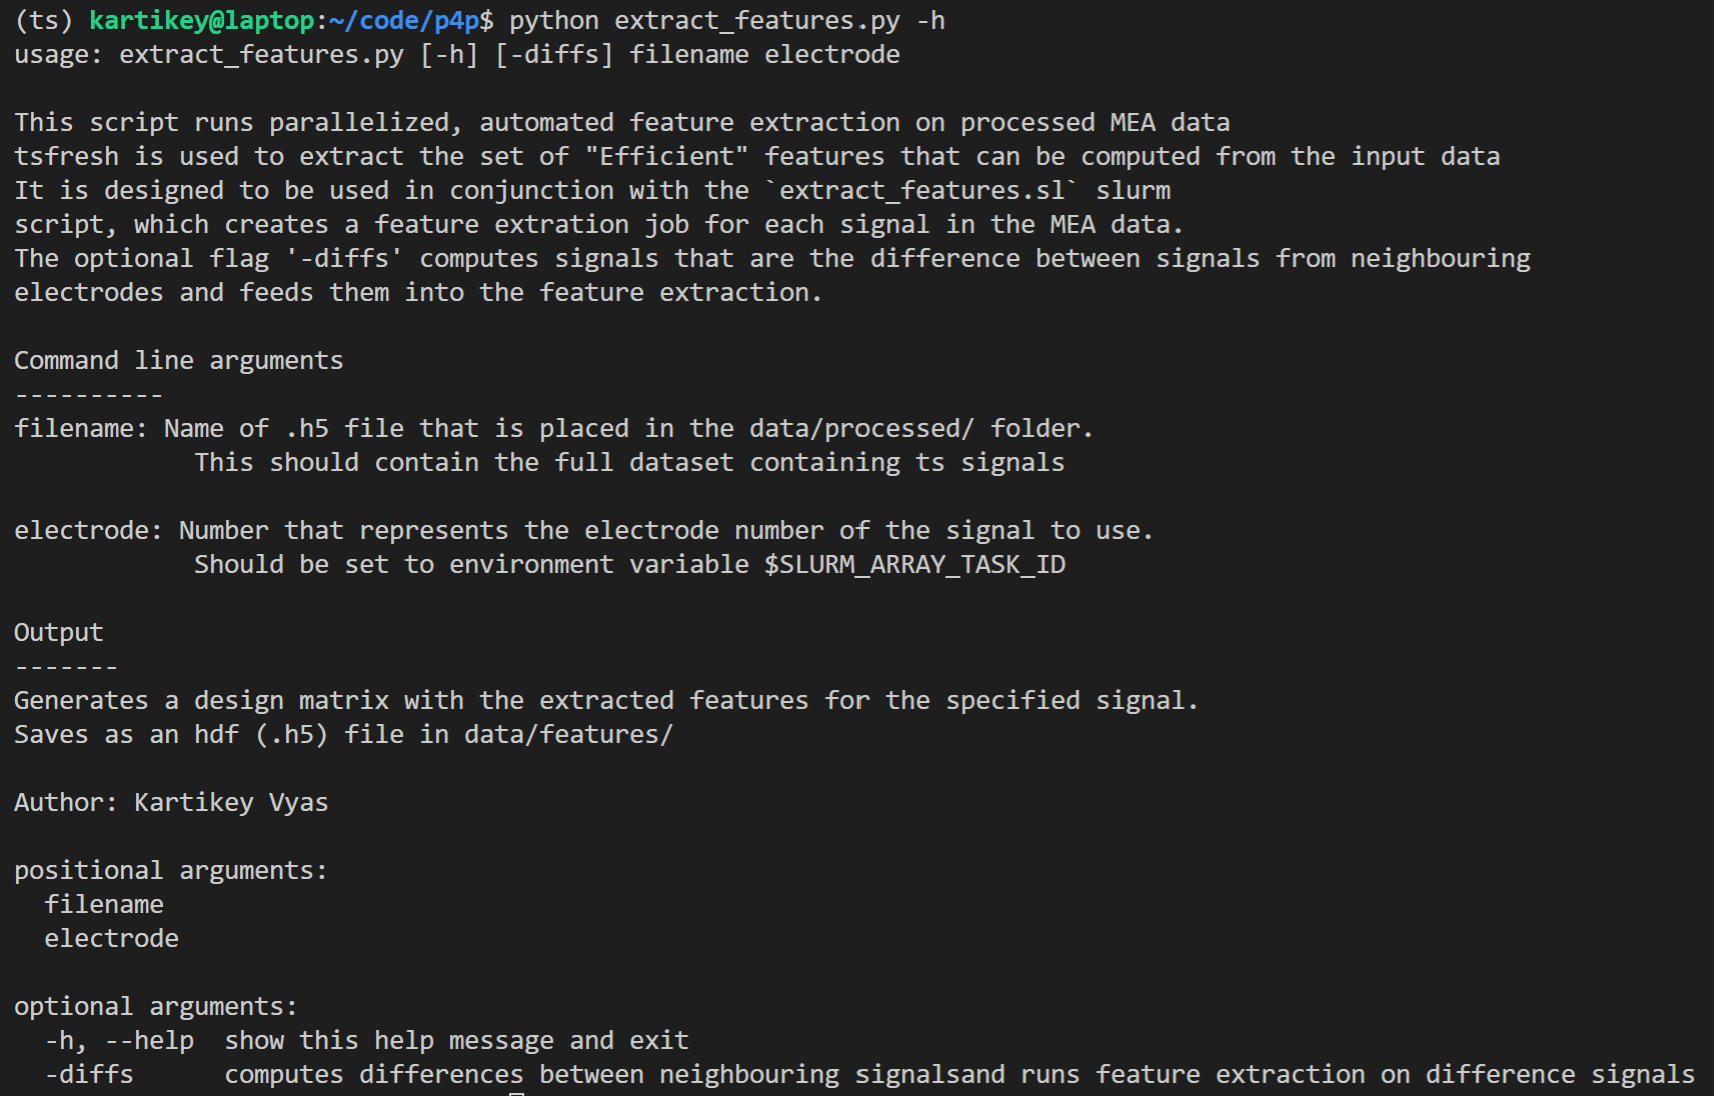 (ts) kartikey@laptop:~/code/p4p$ python extract_features.py -h
usage: extract_features.py [-h] [-diffs] filename electrode
This script runs parallelized, automated feature extraction on processed MEA data
tsfresh is used to extract the set of "Efficient" features that can be computed from the input data
It is designed to be used in conjunction with the `extract_features.sl` slurm
script, which creates a feature extration job for each signal in the MEA data.
The optional flag '-diffs' computes signals that are the difference between signals from neighbouring
electrodes and feeds them into the feature extraction.
Command line arguments
----------
filename: Name of .h5 file that is placed in the data/processed/ folder.
This should contain the full dataset containing ts signals
electrode: Number that represents the electrode number of the signal to use.
Should be set to environment variable $SLURM_ARRAY_TASK_ID
Output
-------
Generates a design matrix with the extracted features for the specified signal.
Saves as an hdf (.h5) file in data/features/
Author: Kartikey Vyas
positional arguments:
filename
electrode
optional arguments:
-h, --help  show this help message and exit
-diffs      computes differences between neighbouring signalsand runs feature extraction on difference signals